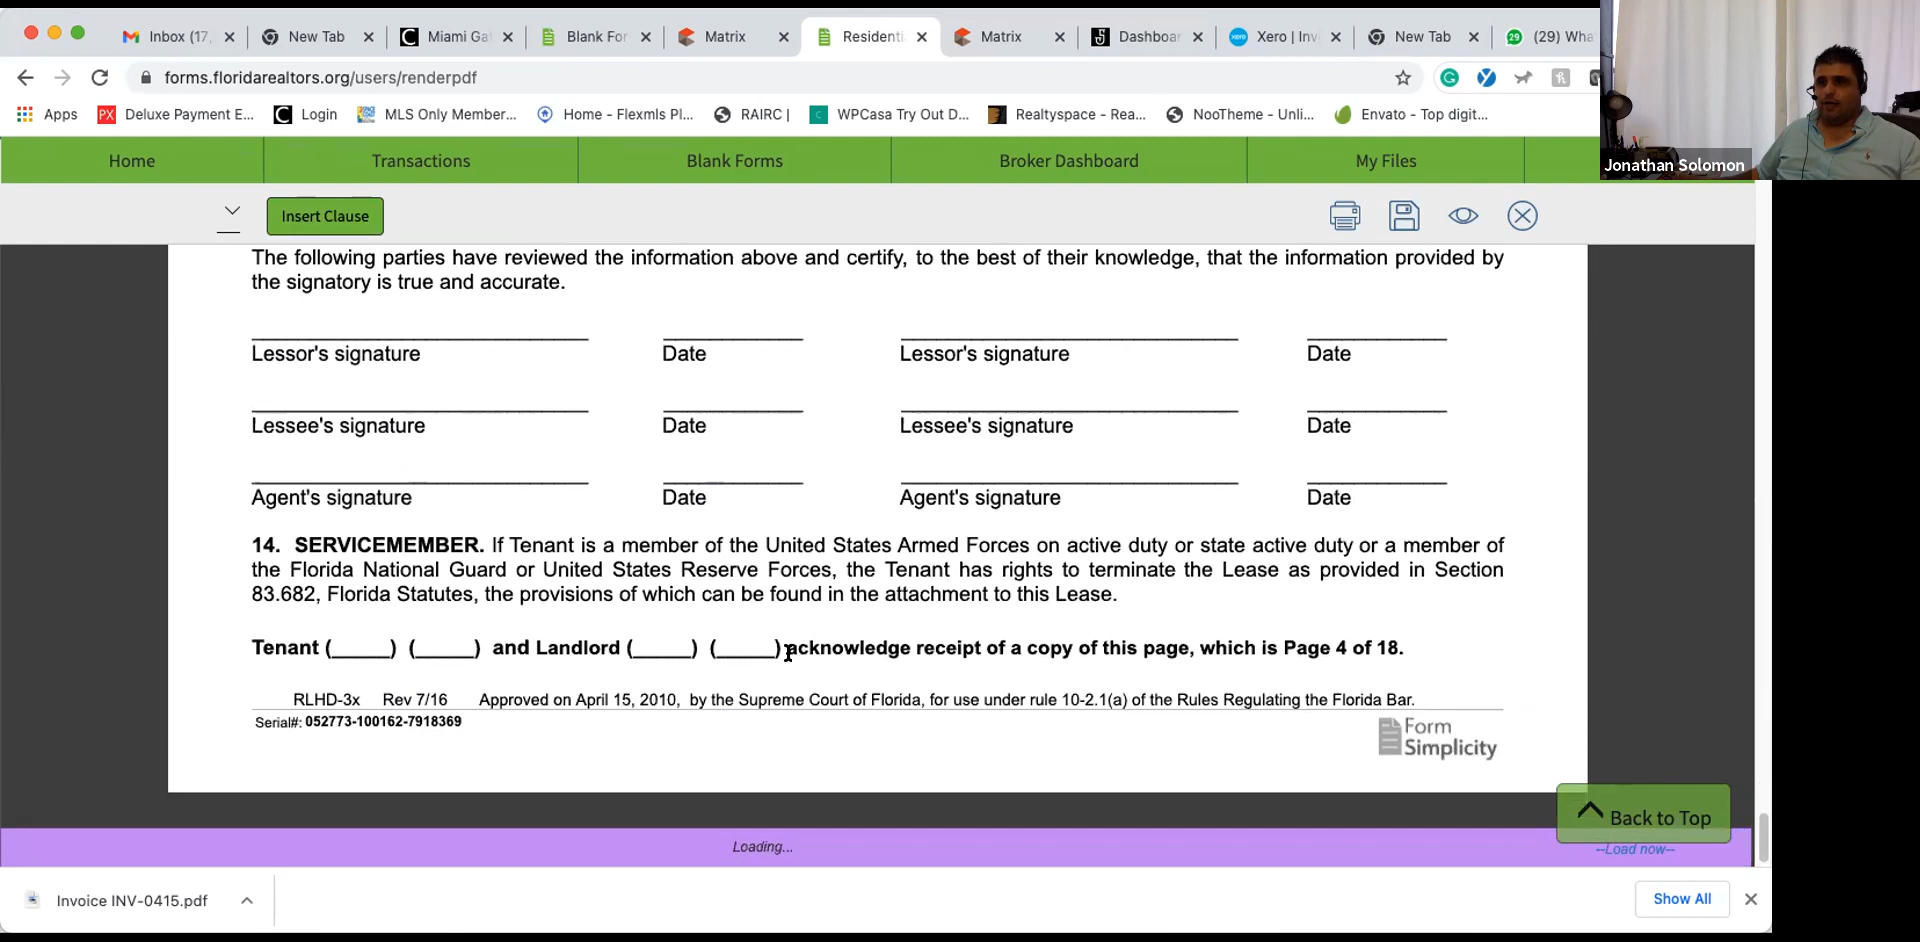 Inbox (17,
New Tab
Miami Ga
Blank For
Matrix
Residenti
Matrix
Dashboar
Xero | Inv
New Tab
(29) Wha
forms.floridarealtors.org/users/renderpdf
Apps
Deluxe Payment E...
Login
MLS Only Member...
Home - Flexmls Pl...
RAIRC |
WPCasa Try Out D...
Realtyspace - Rea...
NooTheme - Unli...
Envato - Top digit...
Jonathan Solomon
Home
Transactions
Blank Forms
Broker Dashboard
My Files
Insert Clause
The following parties have reviewed the information above and certify, to the best of their knowledge, that the information provided by
the signatory is true and accurate.
Lessor's signature Date Lessor's signature Date
Lessee's signature Date Lessee's signature Date
Agent's signature Date Agent's signature Date
14. SERVICEMEMBER. If Tenant is a member of the United States Armed Forces on active duty or state active duty or a member of
the Florida National Guard or United States Reserve Forces, the Tenant has rights to terminate the Lease as provided in Section
83.682, Florida Statutes, the provisions of which can be found in the attachment to this Lease.
Tenant (_____) (_____) and Landlord (_____) (_____) acknowledge receipt of a copy of this page, which is Page 4 of 18.
RLHD-3x Rev 7/16 Approved on April 15, 2010, by the Supreme Court of Florida, for use under rule 10-2.1(a) of the Rules Regulating the Florida Bar.
Serial#: 052773-100162-7918369
Form
Simplicity
Back to Top
Loading...
--Load now--
Invoice INV-0415.pdf
Show All